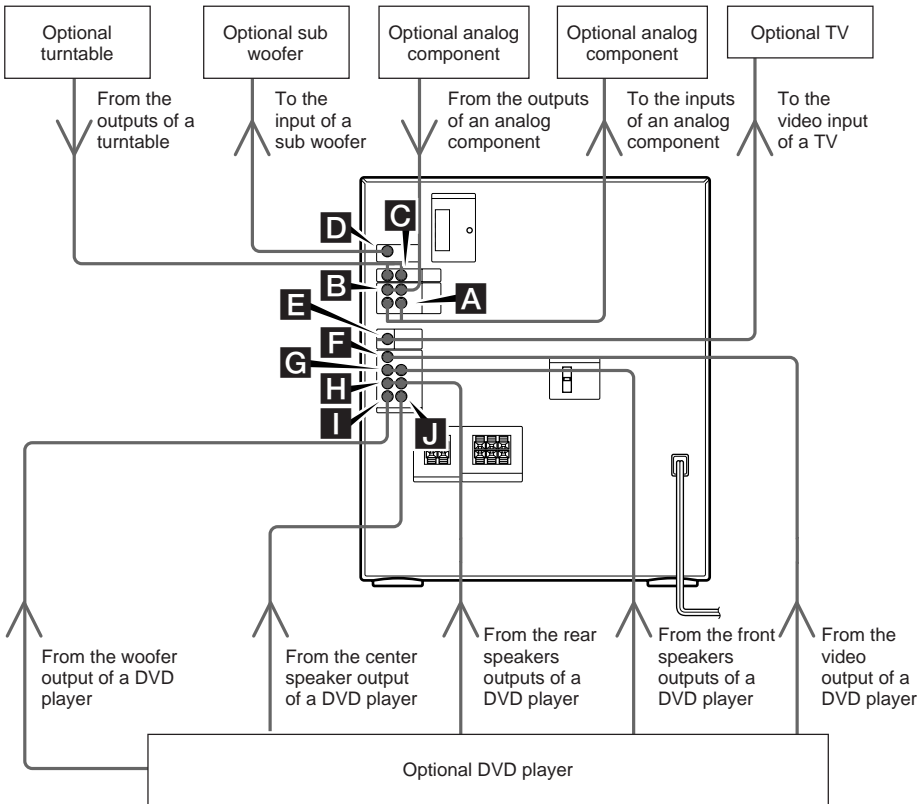 Optional
turntable
Optional sub
woofer
Optional analog
component
Optional analog
component
Optional TV
From the
outputs of a
turntable
To the
input of a
sub woofer
From the outputs
of an analog
component
To the inputs
of an analog
component
To the
video input
of a TV
D
C
B
A
E
F
G
H
I
J
From the woofer
output of a DVD
player
From the center
speaker output
of a DVD player
From the rear
speakers
outputs of a
DVD player
From the front
speakers
outputs of a
DVD player
From the
video
output of a
DVD player
Optional DVD player